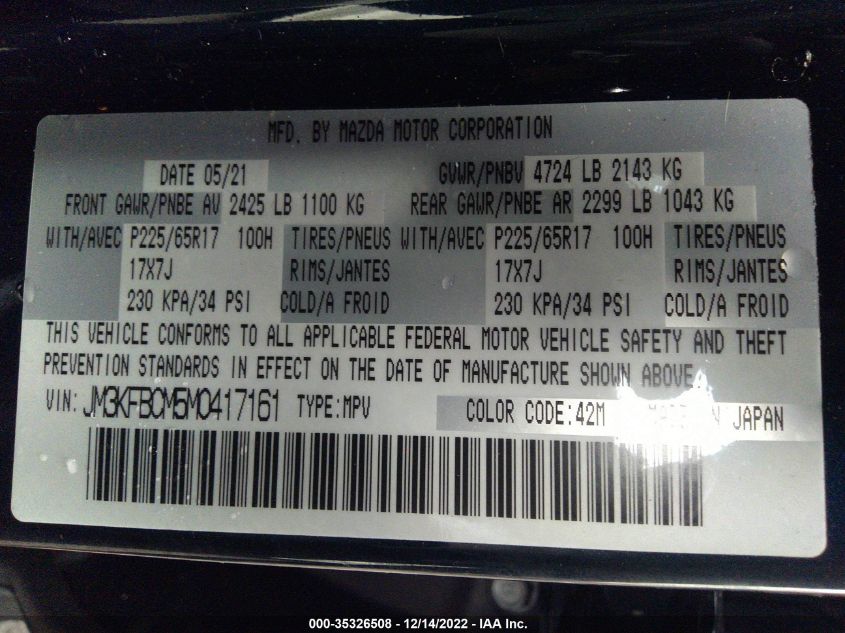 MFD. BY MAZDA MOTOR CORPORATION
DATE 05/21 GVWR/PNBV 4724 LB 2143 KG
FRONT GAWR/PNBE AV 2425 LB 1100 KG REAR GAWR/PNBE AR 2299 LB 1043 KG
WITH/AVEC P225/65R17 100H TIRES/PNEUS WITH/AVEC P225/65R17 100H TIRES/PNEUS
17X7J RIMS/JANTES 17X7J RIMS/JANTES
230 KPA/34 PSI COLD/A FROID 230 KPA/34 PSI COLD/A FROID
THIS VEHICLE CONFORMS TO ALL APPLICABLE FEDERAL MOTOR VEHICLE SAFETY AND THEFT
PREVENTION STANDARDS IN EFFECT ON THE DATE OF MANUFACTURE SHOWN ABOVE.
VIN: JM3KFBCM5M0417161 TYPE:MPV COLOR CODE:42M MADE IN JAPAN
000-35326508 - 12/14/2022 - IAA Inc.